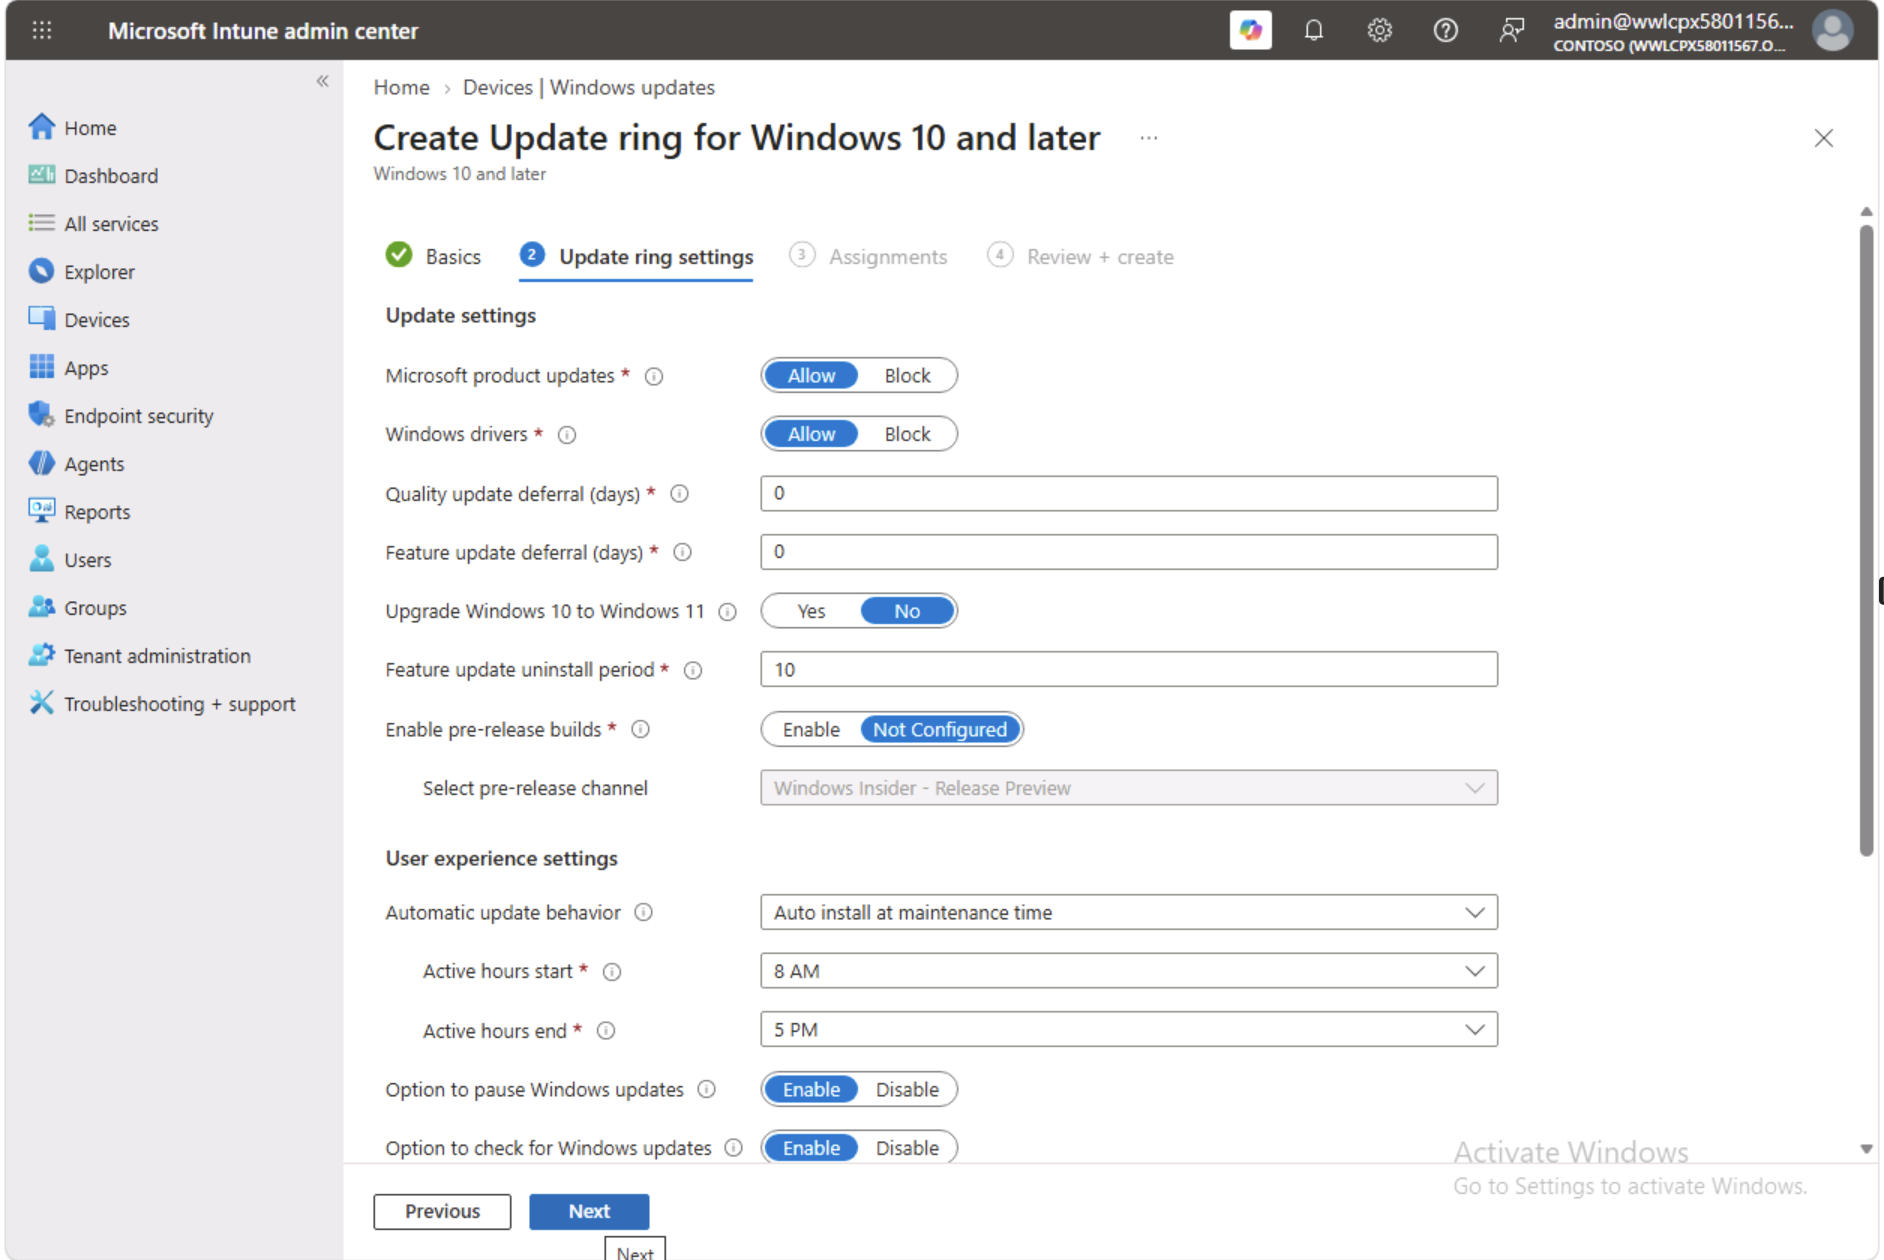 Microsoft Intune admin center
admin@wwlcpx5801156...
CONTOSO (WWLCPX58011567.O...
«
Home
Dashboard
All services
Explorer
Devices
Apps
Endpoint security
Agents
Reports
Users
Groups
Tenant administration
Troubleshooting + support
Home › Devices | Windows updates
Create Update ring for Windows 10 and later ...
Windows 10 and later
Basics
2 Update ring settings
3 Assignments
4 Review + create
Update settings
Microsoft product updates * Allow Block
Windows drivers * Allow Block
Quality update deferral (days) * 0
Feature update deferral (days) * 0
Upgrade Windows 10 to Windows 11 Yes No
Feature update uninstall period * 10
Enable pre-release builds * Enable Not Configured
Select pre-release channel Windows Insider - Release Preview
User experience settings
Automatic update behavior Auto install at maintenance time
Active hours start * 8 AM
Active hours end * 5 PM
Option to pause Windows updates Enable Disable
Option to check for Windows updates Enable Disable
Activate Windows
Go to Settings to activate Windows.
Previous Next
Next